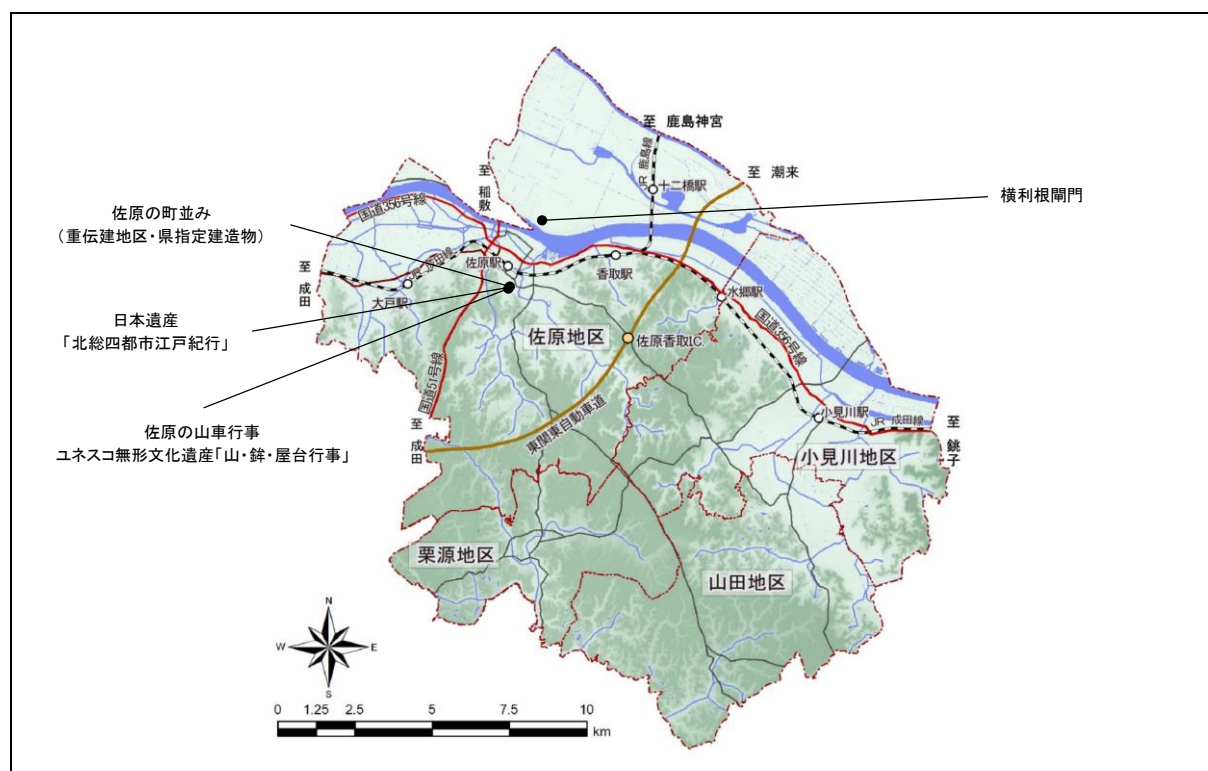 至 鹿島神宮
JR 鹿島線
至 潮来
十二橋駅
横利根閘門
至 稲敷
国道356号線
佐原の町並み
(重伝建地区・県指定建造物)
佐原駅
香取駅
至 成田
JR 成田線
大戸駅
水郷駅
日本遺産
「北総四都市江戸紀行」
佐原地区
佐原香取I.C.
国道356号線
国道51号線
佐原の山車行事
ユネスコ無形文化遺産「山・鉾・屋台行事」
至 成田
東関東自動車道
小見川駅
JR 成田線
至 銚子
小見川地区
栗源地区
山田地区
N
W E
S
0 1.25 2.5 5 7.5 10
km